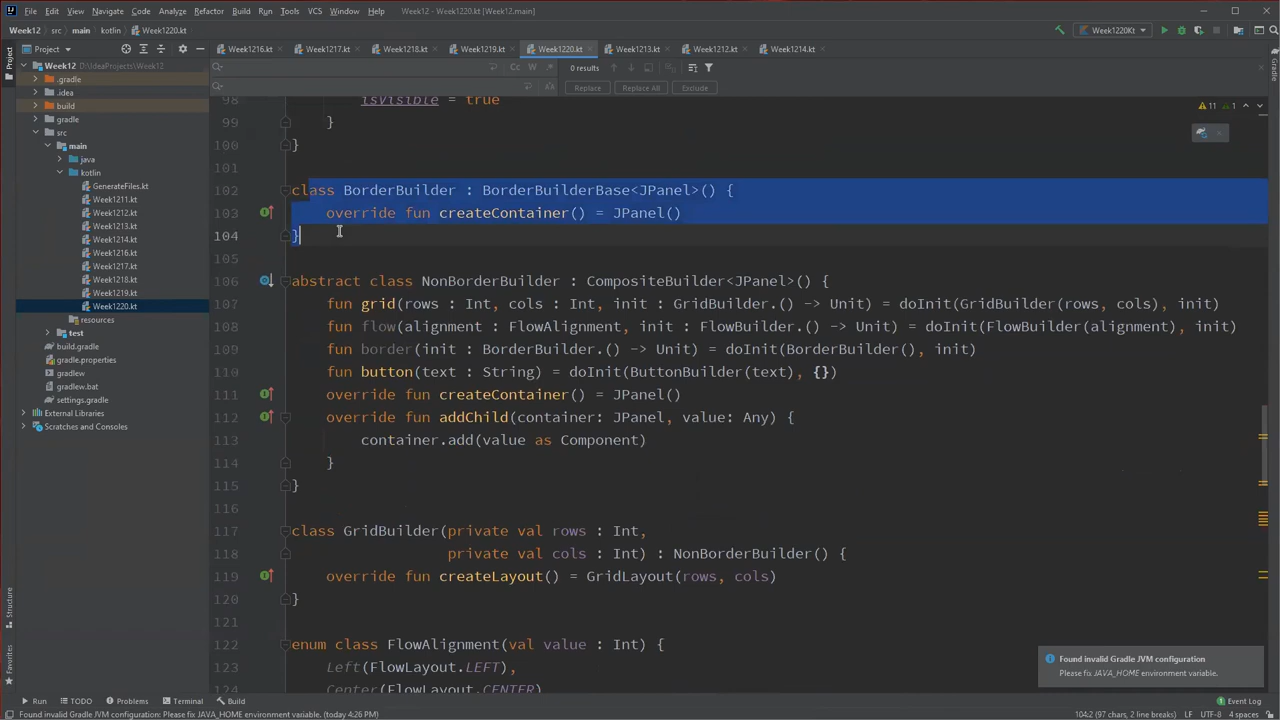 File Edit View Navigate Code Analyze Refactor Build Run Tools VCS Window Help Week12 - Week1220.kt [Week12.main]
Week12 src main kotlin Week1220.kt Week1220Kt
Project Week1216.kt Week1217.kt Week1218.kt Week1219.kt Week1220.kt Week1213.kt Week1212.kt Week1214.kt
Week12 D:\IdeaProjects\Week12 Cc W .* 0 results
.gradle Replace Replace All Exclude
.idea
build
gradle
src
main
java
kotlin
GenerateFiles.kt
Week1211.kt
Week1212.kt
Week1213.kt
Week1214.kt
Week1216.kt
Week1217.kt
Week1218.kt
Week1219.kt
Week1220.kt
resources
test
build.gradle
gradle.properties
gradlew
gradlew.bat
settings.gradle
External Libraries
Scratches and Consoles
Project
Structure
Favorites
Gradle
11 1
98 isVisible = true
99 }
100 }
101
102 class BorderBuilder : BorderBuilderBase<JPanel>() {
103 override fun createContainer() = JPanel()
104 }
105
106 abstract class NonBorderBuilder : CompositeBuilder<JPanel>() {
107 fun grid(rows : Int, cols : Int, init : GridBuilder.() -> Unit) = doInit(GridBuilder(rows, cols), init)
108 fun flow(alignment : FlowAlignment, init : FlowBuilder.() -> Unit) = doInit(FlowBuilder(alignment), init)
109 fun border(init : BorderBuilder.() -> Unit) = doInit(BorderBuilder(), init)
110 fun button(text : String) = doInit(ButtonBuilder(text), {})
111 override fun createContainer() = JPanel()
112 override fun addChild(container: JPanel, value: Any) {
113 container.add(value as Component)
114 }
115 }
116
117 class GridBuilder(private val rows : Int,
118 private val cols : Int) : NonBorderBuilder() {
119 override fun createLayout() = GridLayout(rows, cols)
120 }
121
122 enum class FlowAlignment(val value : Int) {
123 Left(FlowLayout.LEFT),
124 Center(FlowLayout.CENTER)
Found invalid Gradle JVM configuration
Please fix JAVA_HOME environment variable.
Run TODO Problems Terminal Build Event Log
Found invalid Gradle JVM configuration: Please fix JAVA_HOME environment variable. (today 4:26 PM) 104:2 (97 chars, 2 line breaks) LF UTF-8 4 spaces